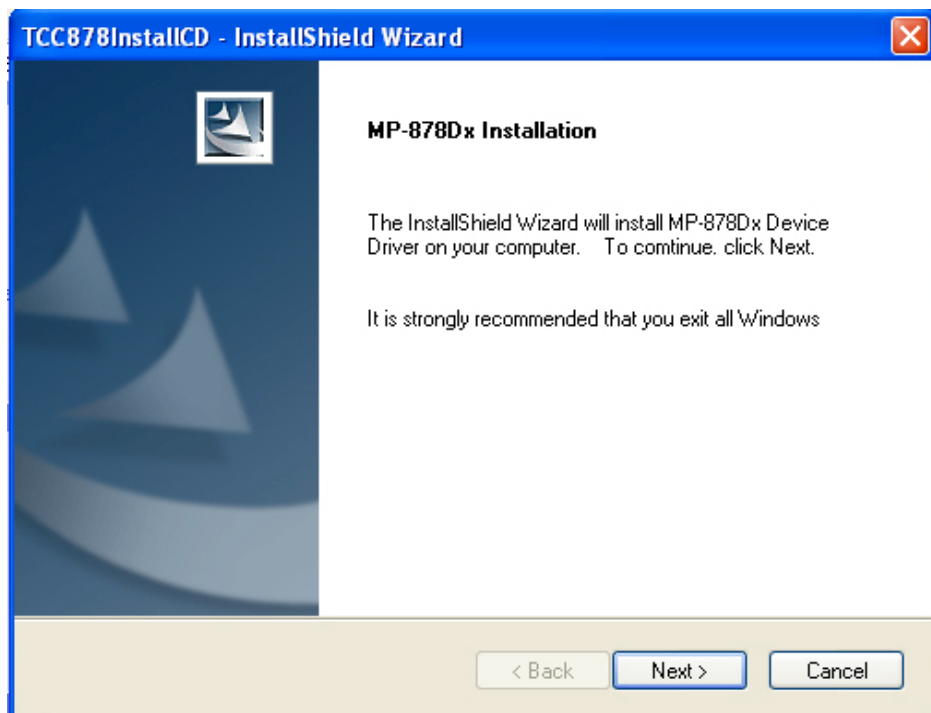 TCC878InstallCD - InstallShield Wizard
MP-878Dx Installation
The InstallShield Wizard will install MP-878Dx Device
Driver on your computer. To comtinue. click Next.
It is strongly recommended that you exit all Windows
< Back
Next >
Cancel